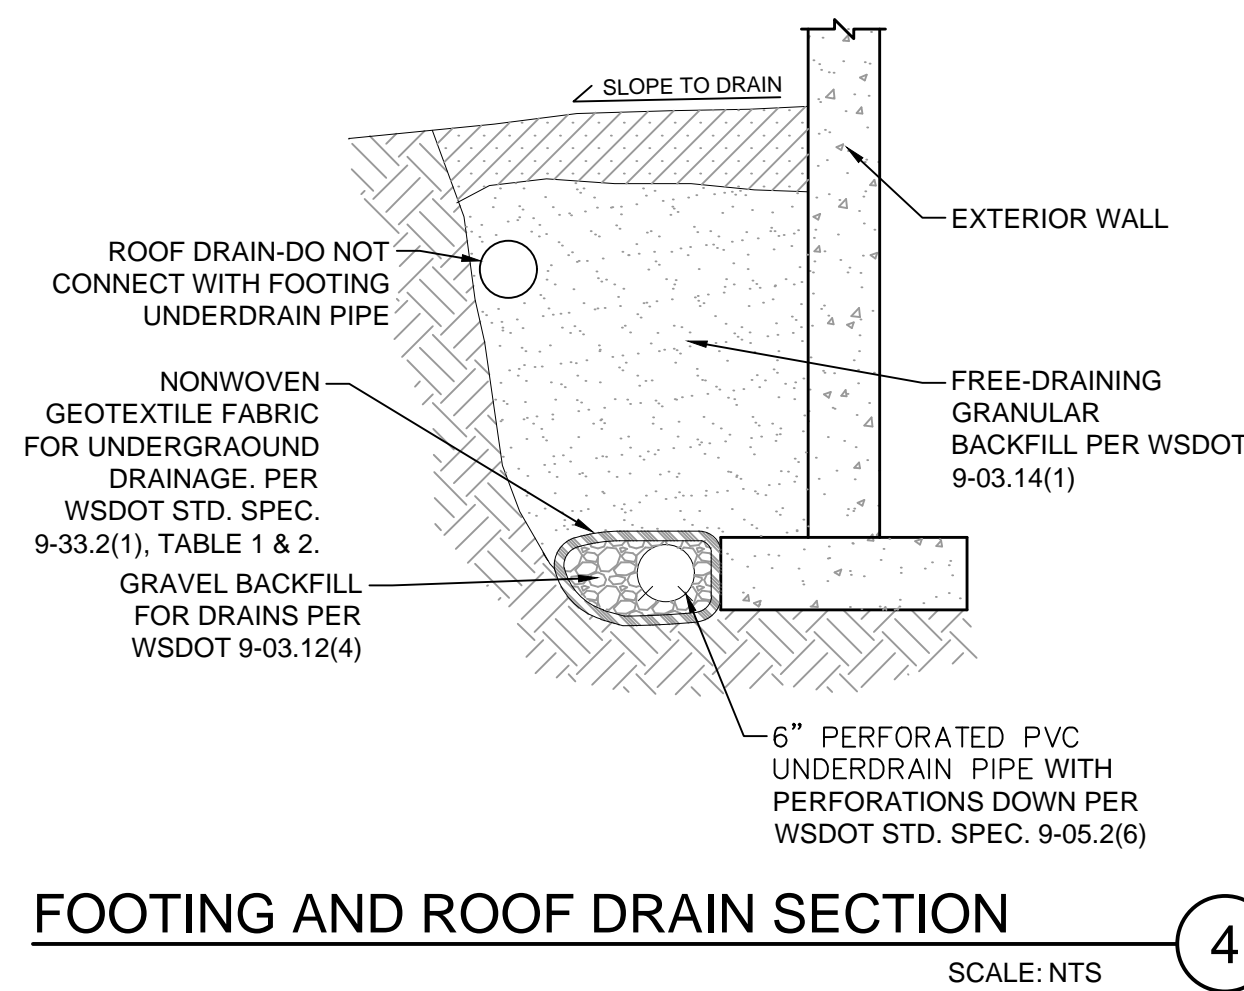 SLOPE TO DRAIN
EXTERIOR WALL
ROOF DRAIN-DO NOT
CONNECT WITH FOOTING
UNDERDRAIN PIPE
NONWOVEN
GEOTEXTILE FABRIC
FOR UNDERGRAOUND
DRAINAGE. PER
WSDOT STD. SPEC.
9-33.2(1), TABLE 1 & 2.
FREE-DRAINING
GRANULAR
BACKFILL PER WSDOT
9-03.14(1)
GRAVEL BACKFILL
FOR DRAINS PER
WSDOT 9-03.12(4)
6” PERFORATED PVC
UNDERDRAIN PIPE WITH
PERFORATIONS DOWN PER
WSDOT STD. SPEC. 9-05.2(6)
FOOTING AND ROOF DRAIN SECTION
4
SCALE: NTS